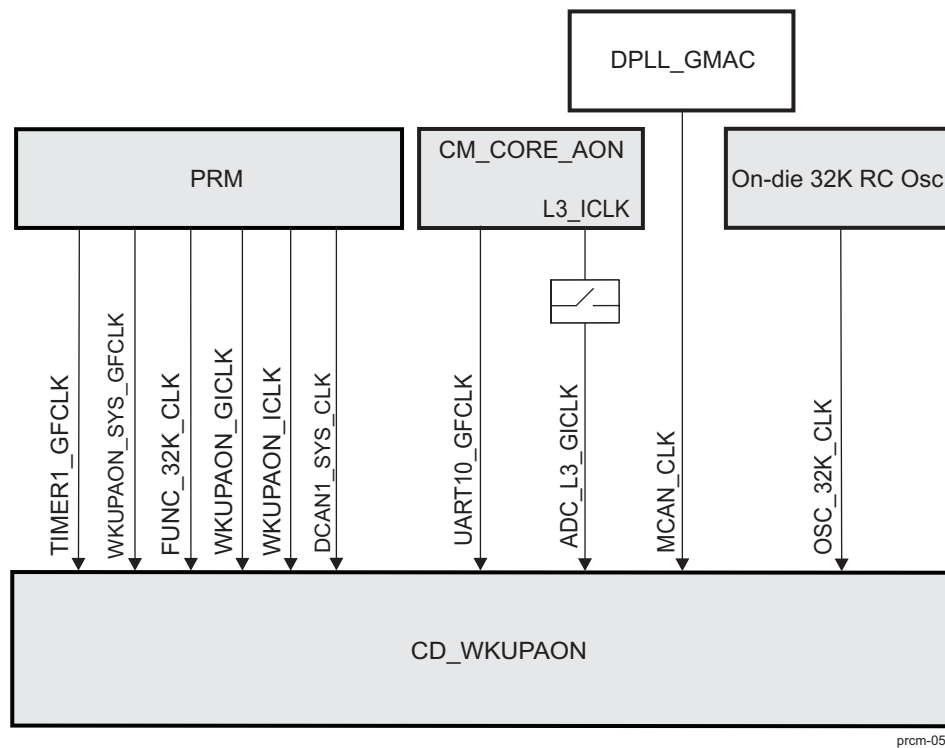 DPLL_GMAC
PRM
CM_CORE_AON
L3_ICLK
On-die 32K RC Osc
TIMER1_GFCLK
WKUPAON_SYS_GFCLK
FUNC_32K_CLK
WKUPAON_GICLK
WKUPAON_ICLK
DCAN1_SYS_CLK
UART10_GFCLK
ADC_L3_GICLK
MCAN_CLK
OSC_32K_CLK
CD_WKUPAON
prcm-05